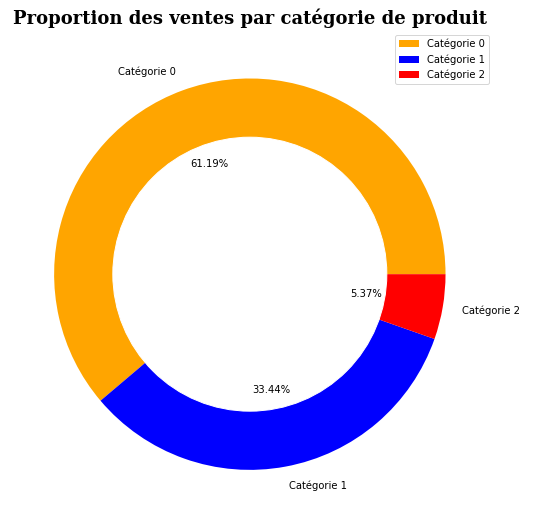 Proportion des ventes par catégorie de produit
Catégorie 0
Catégorie 1
Catégorie 2
Catégorie 0
61.19%
5.37%
Catégorie 2
33.44%
Catégorie 1